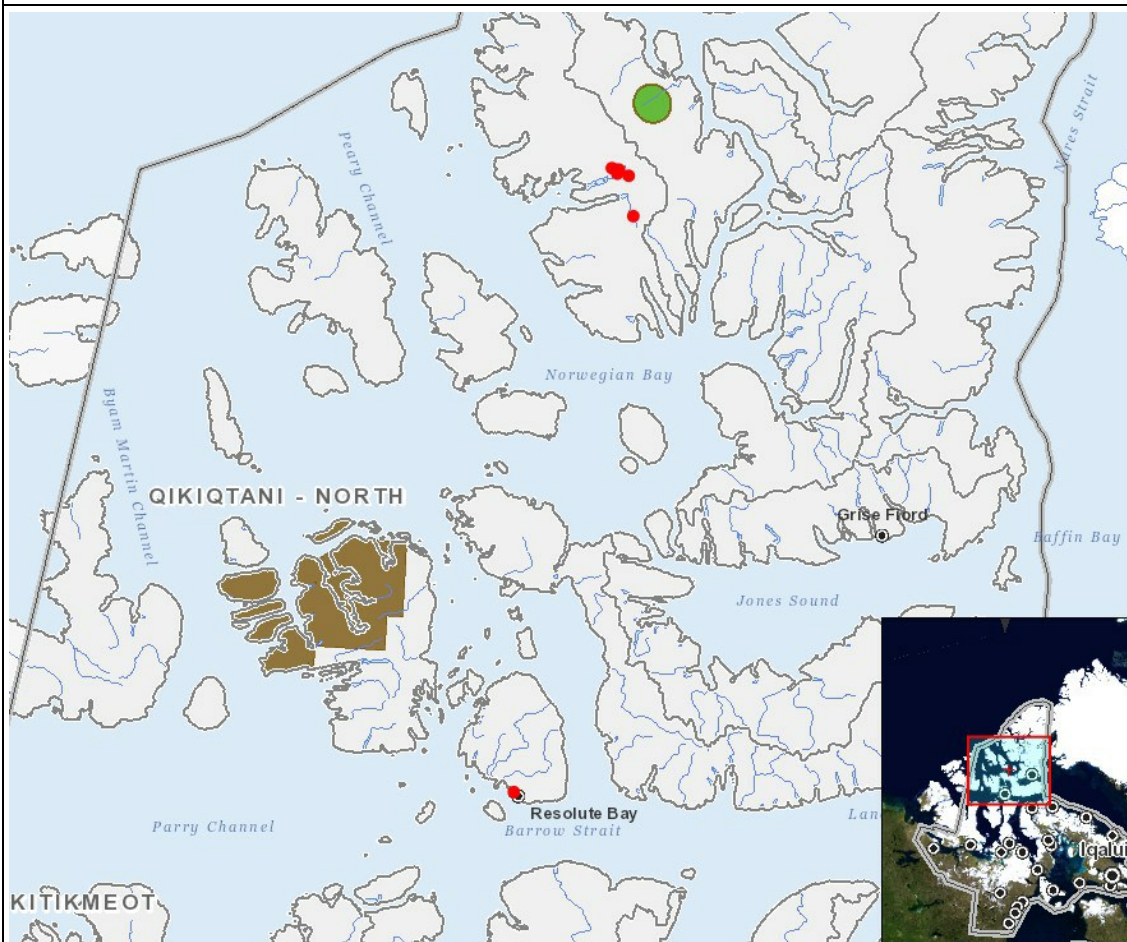 Peary Channel
Nares Strait
Norwegian Bay
Byam Martin Channel
QIKIQTANI - NORTH
Grise Fiord
Baffin Bay
Jones Sound
Resolute Bay
Parry Channel
Barrow Strait
Lan
Iqalui
KITIKMEOT